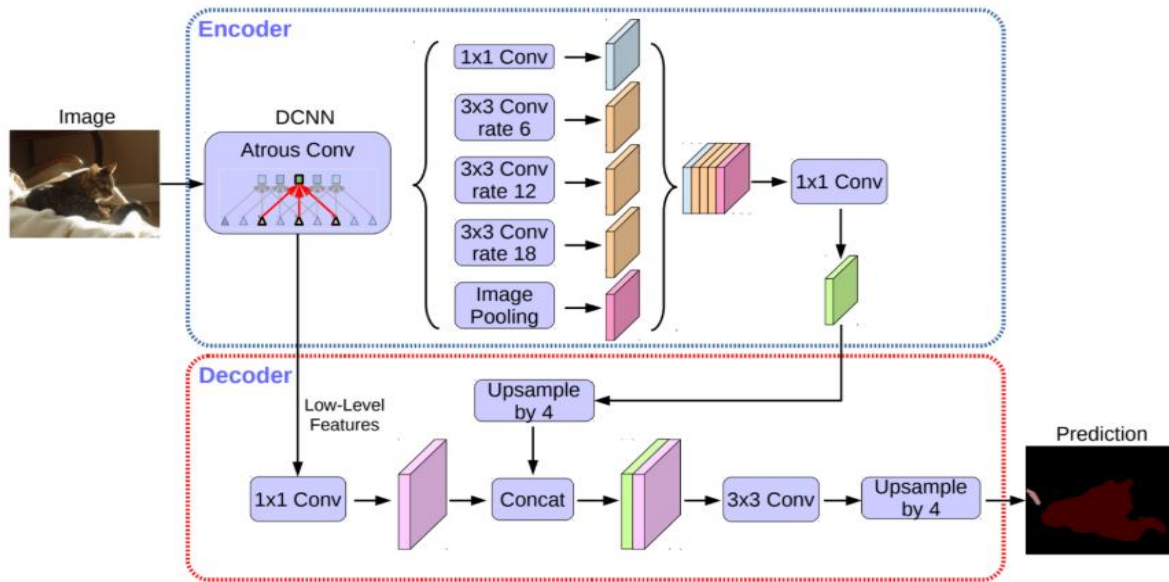 Encoder
Image
DCNN
Atrous Conv
1x1 Conv
3x3 Conv
rate 6
3x3 Conv
rate 12
3x3 Conv
rate 18
Image
Pooling
1x1 Conv
Decoder
Low-Level
Features
Upsample
by 4
1x1 Conv
Concat
3x3 Conv
Upsample
by 4
Prediction